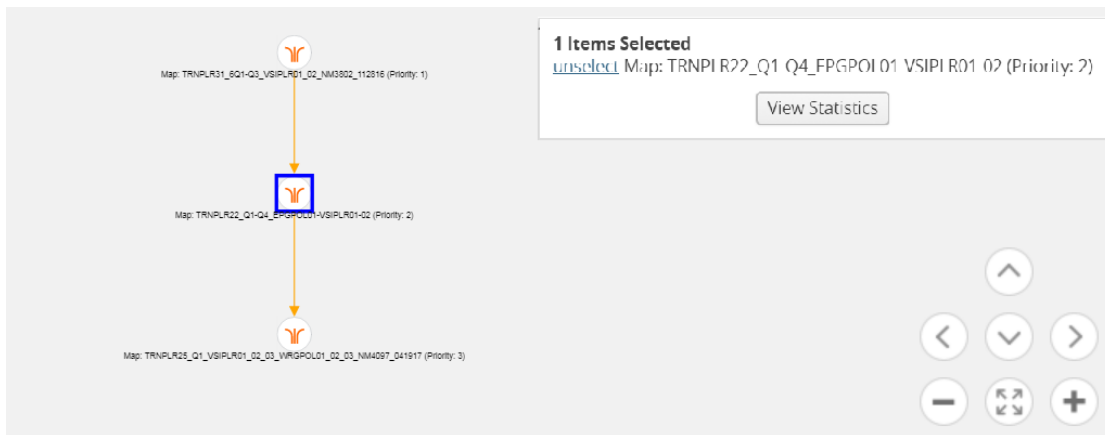 Map: TRNPLR31_6Q1-Q3_VSIPLR01_02_NM3802_112816 (Priority: 1)
1 Items Selected
unselect Map: TRNPLR22_Q1-Q4_EPGPOL01-VSIPLR01-02 (Priority: 2)
View Statistics
Map: TRNPLR22_Q1-Q4_EPGPOL01-VSIPLR01-02 (Priority: 2)
Map: TRNPLR25_Q1_VSIPLR01_02_03_WRGPOL01_02_03_NM4097_041917 (Priority: 3)